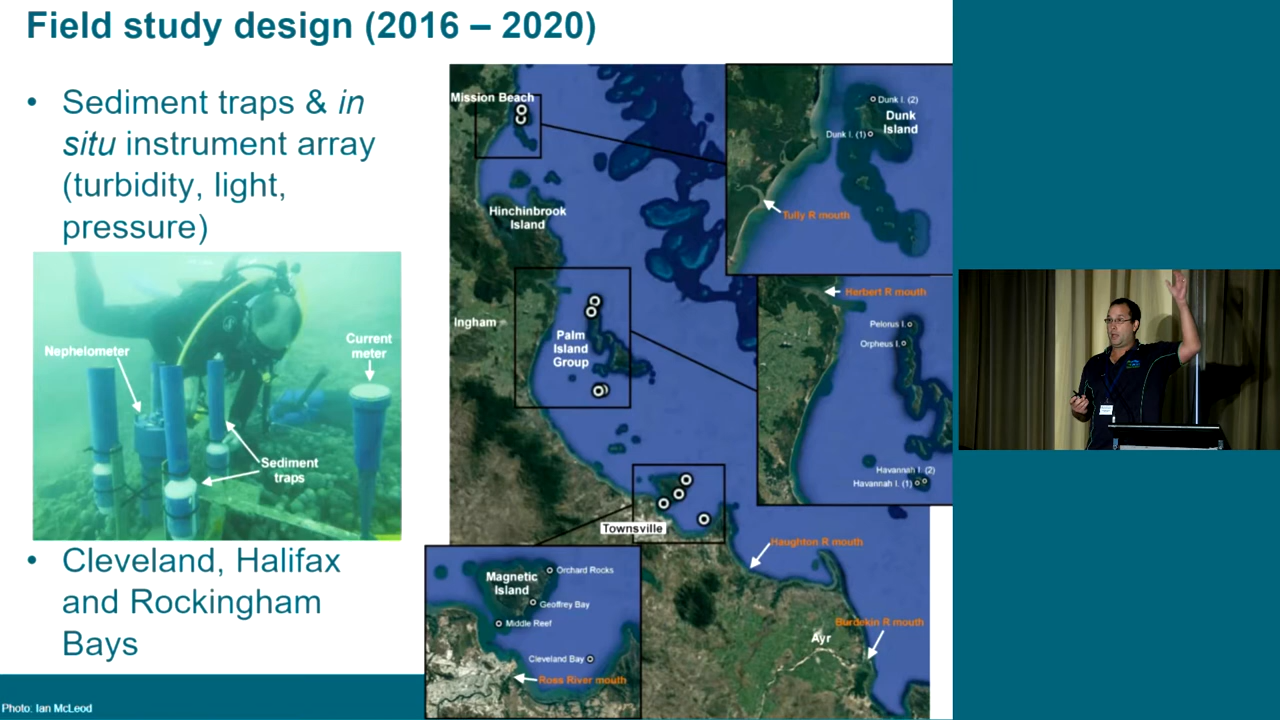 Field study design (2016 – 2020)
• Sediment traps & in
situ instrument array
(turbidity, light,
pressure)
Nephelometer
Current
meter
Sediment
traps
• Cleveland, Halifax
and Rockingham
Bays
Photo: Ian McLeod
Mission Beach
Hinchinbrook
Island
Ingham
Palm
Island
Group
Townsville
Haughton R mouth
Burdekin R mouth
Ayr
Dunk I. (2)
Dunk
Island
Dunk I. (1)
Tully R mouth
Herbert R mouth
Pelorus I.
Orpheus I.
Havannah I. (2)
Havannah I. (1)
Magnetic
Island
Orchard Rocks
Geoffrey Bay
Middle Reef
Cleveland Bay
Ross River mouth